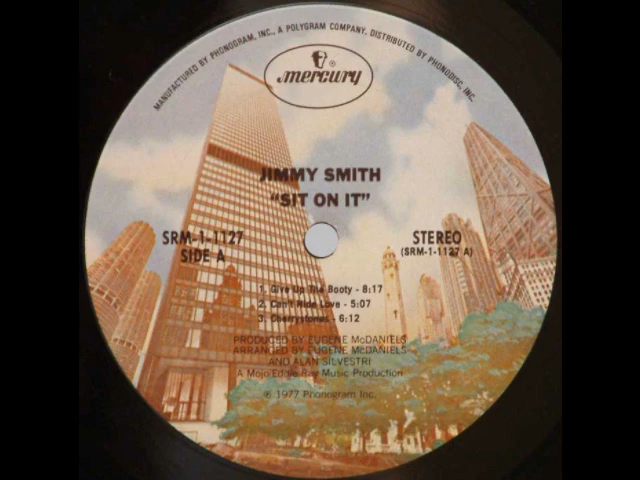 MANUFACTURED BY PHONOGRAM, INC., A POLYGRAM COMPANY, DISTRIBUTED BY PHONODISC, INC.
®
mercury
JIMMY SMITH
"SIT ON IT"
SRM-1-1127
SIDE A
STEREO
(SRM-1-1127 A)
1. Give Up The Booty - 8:17
2. Can't Hide Love - 5:07
3. Cherrystones - 6:12
PRODUCED BY EUGENE McDANIELS
ARRANGED BY EUGENE McDANIELS
AND ALAN SILVESTRI
A Mojo/Eddie Ray Music Production
℗ 1977 Phonogram Inc.